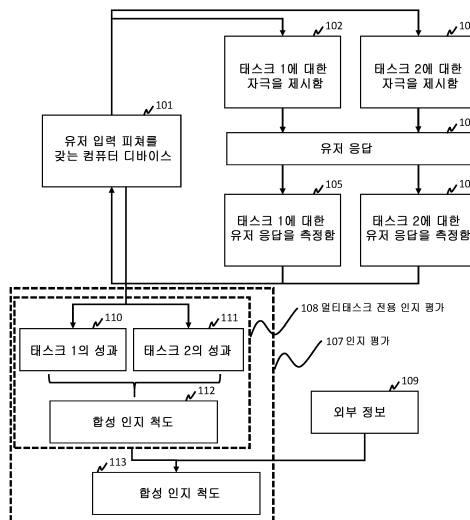 102
10
태스크 1에 대한
자극을 제시함
태스크 2에 대한
자극을 제시함
101
유저 입력 피쳐를
갖는 컴퓨터 디바이스
10
유저 응답
105
10
태스크 1에 대한
유저 응답을 측정함
태스크 2에 대한
유저 응답을 측정함
108 멀티태스크 전용 인지 평가
110
111
태스크 1의 성과
태스크 2의 성과
107 인지 평가
112
109
합성 인지 척도
외부 정보
113
합성 인지 척도